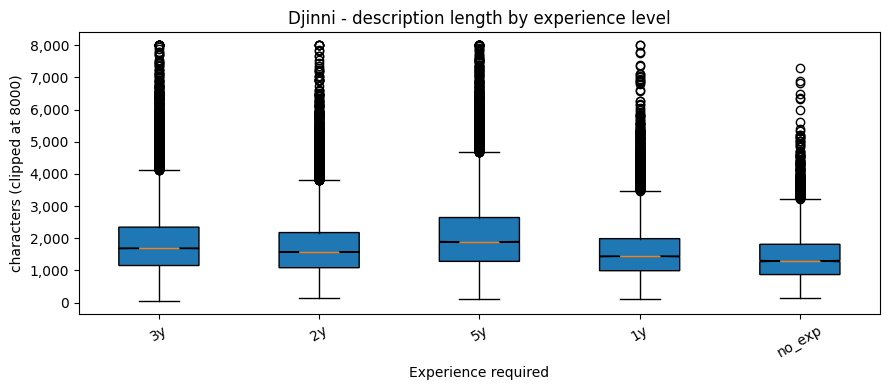 Djinni - description length by experience level
characters (clipped at 8000)
8,000
7,000
6,000
5,000
4,000
3,000
2,000
1,000
0
3y
2y
5y
1y
no_exp
Experience required